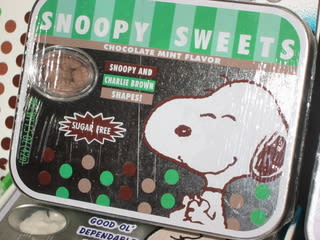 SNOOPY SWEETS
CHOCOLATE MINT FLAVOR
SNOOPY AND
CHARLIE BROWN
SHAPES!
SUGAR FREE
GOOD OL'
DEPENDABLE